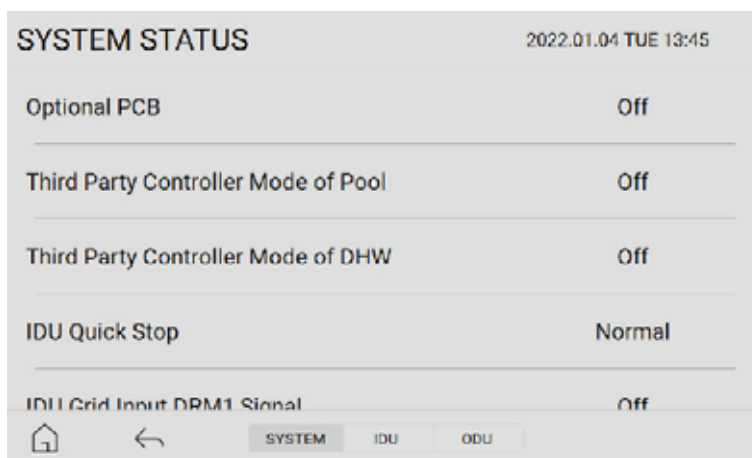 SYSTEM STATUS 2022.01.04 TUE 13:45
Optional PCB Off
Third Party Controller Mode of Pool Off
Third Party Controller Mode of DHW Off
IDU Quick Stop Normal
IDU Grid Input DRM1 Signal Off
SYSTEM IDU ODU